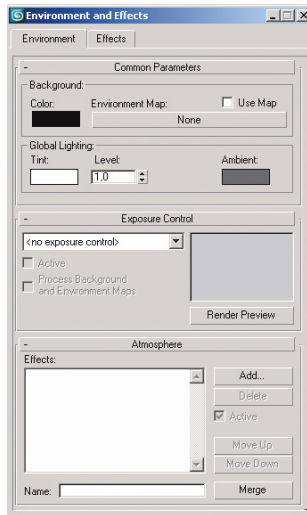 Environment and Effects
Environment Effects
- Common Parameters
Background:
Color: Environment Map: Use Map
None
Global Lighting:
Tint: Level: Ambient:
1,0
- Exposure Control
<no exposure control>
Active
Process Background
and Environment Maps
Render Preview
- Atmosphere
Effects:
Add...
Delete
Active
Move Up
Move Down
Name: Merge